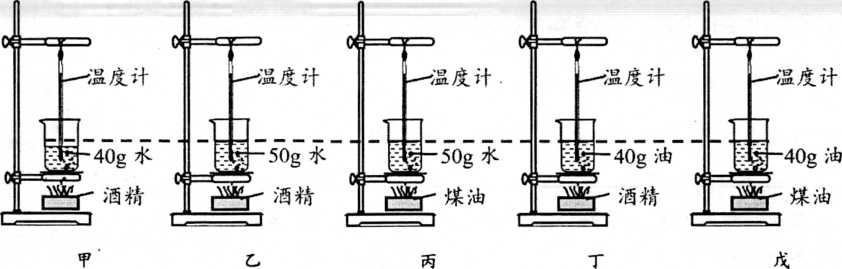 温度计 温度计 温度计 温度计 温度计
40g 水 50g 水 50g 水 40g 油 40g 油
酒精 酒精 煤油 酒精 煤油
甲 乙 丙 丁 戊